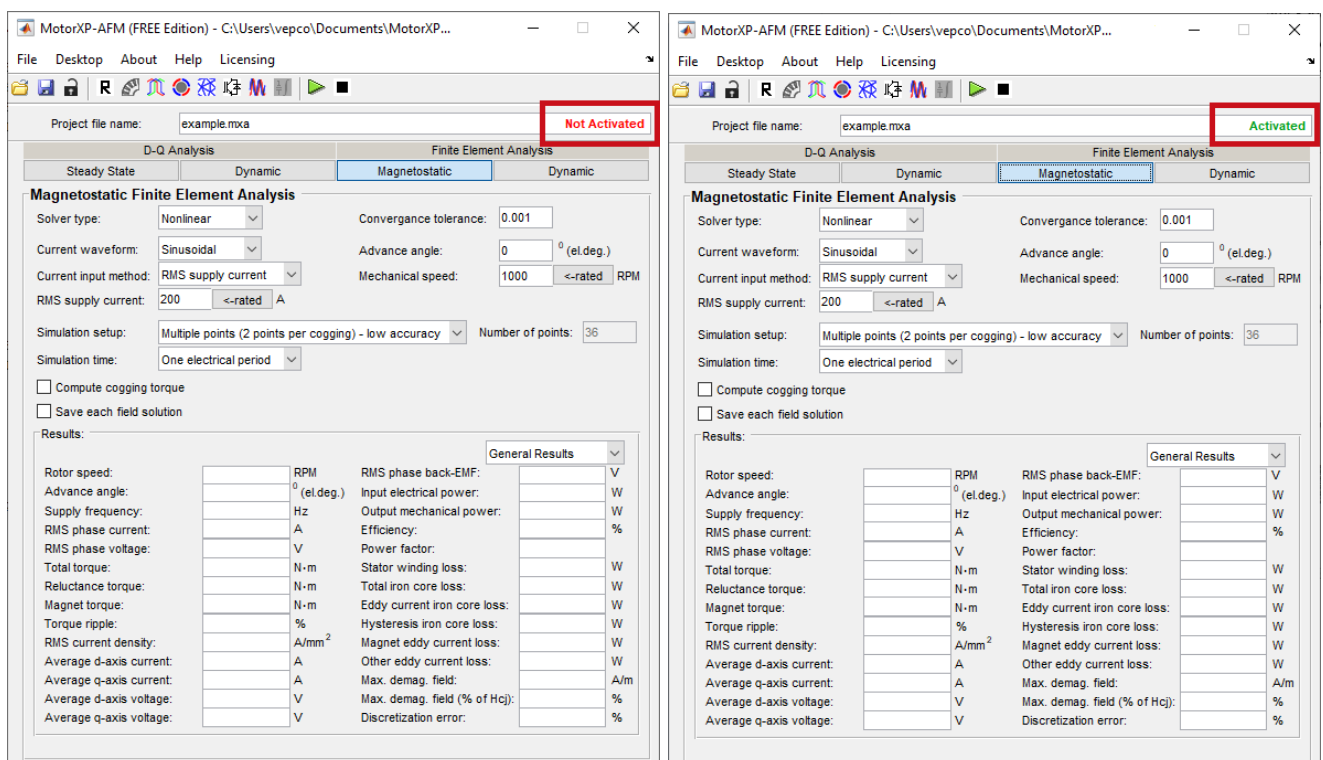 MotorXP-AFM (FREE Edition) - C:\Users\vepco\Documents\MotorXP...
File Desktop About Help Licensing
R
Project file name: example.mxa Not Activated
D-Q Analysis Finite Element Analysis
Steady State Dynamic Magnetostatic Dynamic
Magnetostatic Finite Element Analysis
Solver type: Nonlinear Convergance tolerance: 0.001
Current waveform: Sinusoidal Advance angle: 0 0 (el.deg.)
Current input method: RMS supply current Mechanical speed: 1000 <-rated RPM
RMS supply current: 200 <-rated A
Simulation setup: Multiple points (2 points per cogging) - low accuracy Number of points: 36
Simulation time: One electrical period
Compute cogging torque
Save each field solution
Results:
General Results
Rotor speed: RPM RMS phase back-EMF: V
Advance angle: 0 (el.deg.) Input electrical power: W
Supply frequency: Hz Output mechanical power: W
RMS phase current: A Efficiency: %
RMS phase voltage: V Power factor:
Total torque: N·m Stator winding loss: W
Reluctance torque: N·m Total iron core loss: W
Magnet torque: N·m Eddy current iron core loss: W
Torque ripple: % Hysteresis iron core loss: W
RMS current density: A/mm2 Magnet eddy current loss: W
Average d-axis current: A Other eddy current loss: W
Average q-axis current: A Max. demag. field: A/m
Average d-axis voltage: V Max. demag. field (% of Hcj): %
Average q-axis voltage: V Discretization error: %
MotorXP-AFM (FREE Edition) - C:\Users\vepco\Documents\MotorXP...
File Desktop About Help Licensing
R
Project file name: example.mxa Activated
D-Q Analysis Finite Element Analysis
Steady State Dynamic Magnetostatic Dynamic
Magnetostatic Finite Element Analysis
Solver type: Nonlinear Convergance tolerance: 0.001
Current waveform: Sinusoidal Advance angle: 0 0 (el.deg.)
Current input method: RMS supply current Mechanical speed: 1000 <-rated RPM
RMS supply current: 200 <-rated A
Simulation setup: Multiple points (2 points per cogging) - low accuracy Number of points: 36
Simulation time: One electrical period
Compute cogging torque
Save each field solution
Results:
General Results
Rotor speed: RPM RMS phase back-EMF: V
Advance angle: 0 (el.deg.) Input electrical power: W
Supply frequency: Hz Output mechanical power: W
RMS phase current: A Efficiency: %
RMS phase voltage: V Power factor:
Total torque: N·m Stator winding loss: W
Reluctance torque: N·m Total iron core loss: W
Magnet torque: N·m Eddy current iron core loss: W
Torque ripple: % Hysteresis iron core loss: W
RMS current density: A/mm2 Magnet eddy current loss: W
Average d-axis current: A Other eddy current loss: W
Average q-axis current: A Max. demag. field: A/m
Average d-axis voltage: V Max. demag. field (% of Hcj): %
Average q-axis voltage: V Discretization error: %